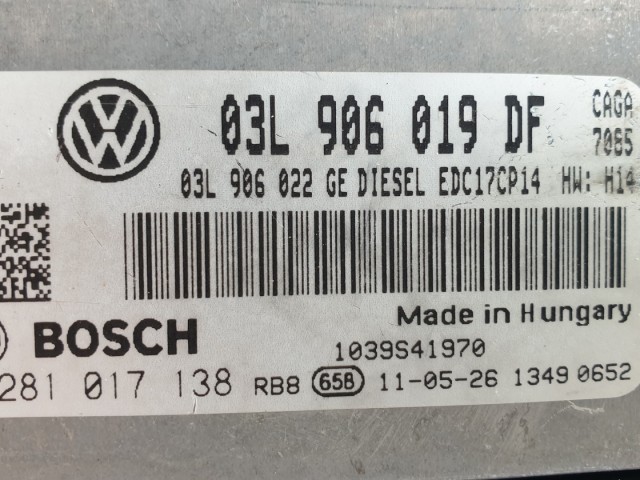 03L 906 019 DF CAGA
7065
03L 906 022 GE DIESEL EDC17CP14 HW: H14
Made in Hungary
BOSCH
1039S41970
281 017 138 RB8 65B 11-05-26 1349 0652